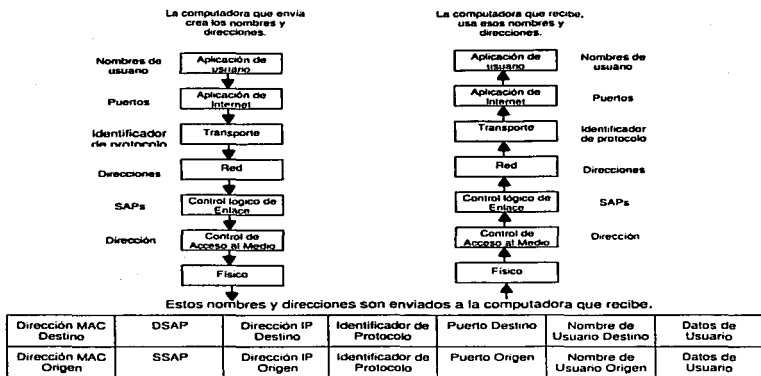 La computadora que envía
crea los nombres y
direcciones.
Nombres de
usuario
Aplicación de
usuario
Puertos
Aplicación de
Internet
Identificador
de protocolo
Transporte
Direcciones
Red
SAPs
Control lógico de
Enlace
Dirección
Control de
Acceso al Medio
Físico
La computadora que recibe,
usa esos nombres y
direcciones.
Aplicación de
usuario
Nombres de
usuario
Aplicación de
Internet
Puertos
Transporte
Identificador
de protocolo
Red
Direcciones
Control lógico de
Enlace
SAPs
Control de
Acceso al Medio
Dirección
Físico
Estos nombres y direcciones son enviados a la computadora que recibe.
Dirección MAC Destino
DSAP
Dirección IP Destino
Identificador de Protocolo
Puerto Destino
Nombre de Usuario Destino
Datos de Usuario
Dirección MAC Origen
SSAP
Dirección IP Origen
Identificador de Protocolo
Puerto Origen
Nombre de Usuario Origen
Datos de Usuario